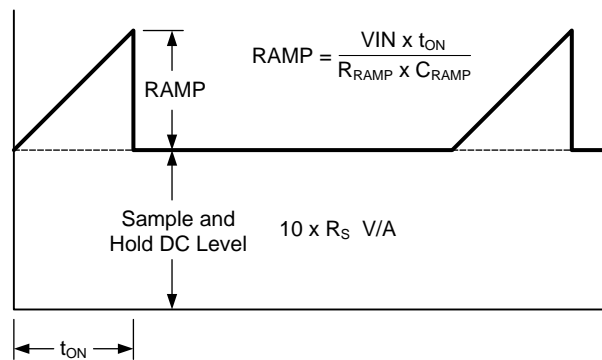 RAMP = VIN x tON
RRAMP x CRAMP
RAMP
Sample and
Hold DC Level
10 x RS V/A
tON